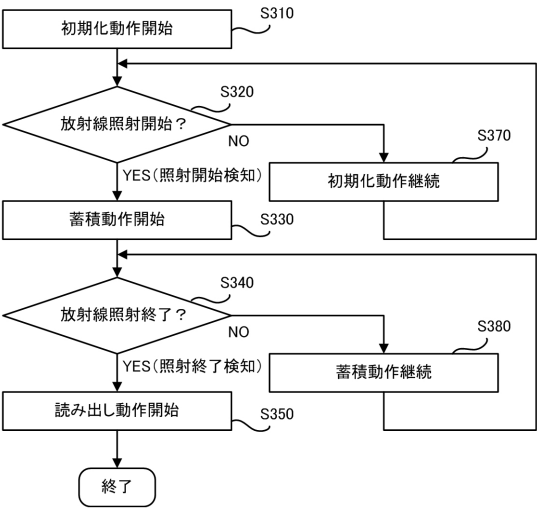 初期化動作開始
S310
放射線照射開始？
S320
NO
YES（照射開始検知）
初期化動作継続
S370
蓄積動作開始
S330
放射線照射終了？
S340
NO
YES（照射終了検知）
蓄積動作継続
S380
読み出し動作開始
S350
終了